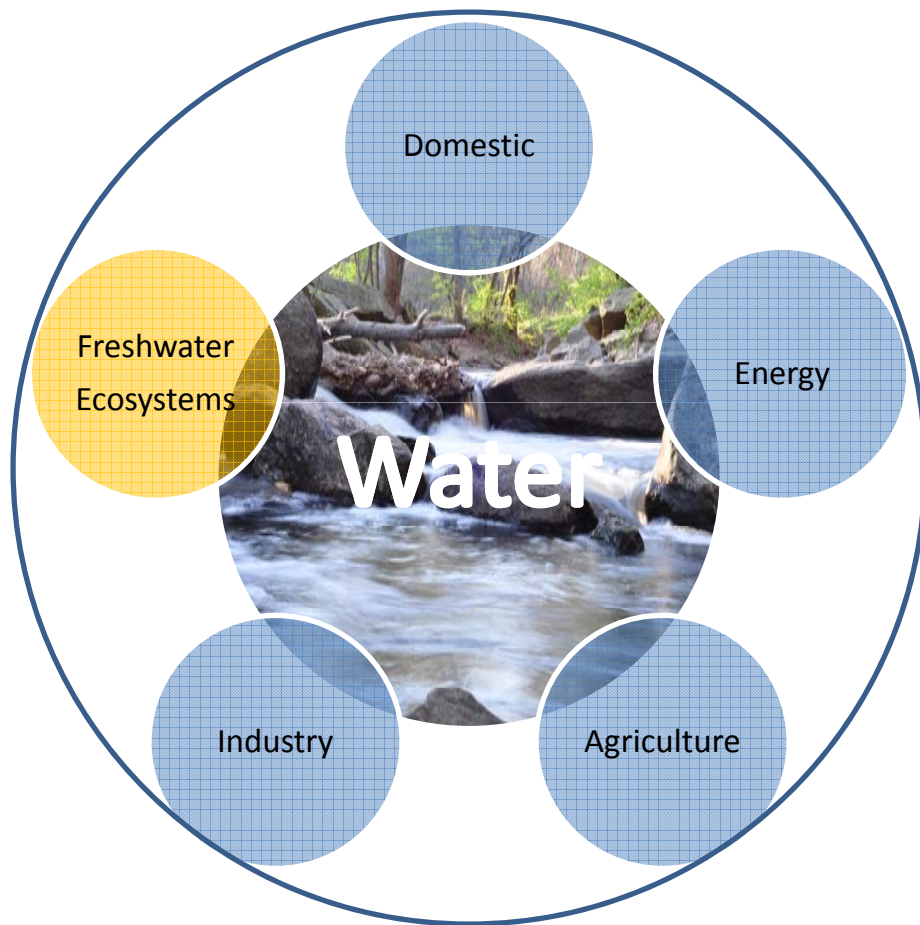 Domestic
Freshwater
Ecosystems
Energy
Water
Industry
Agriculture